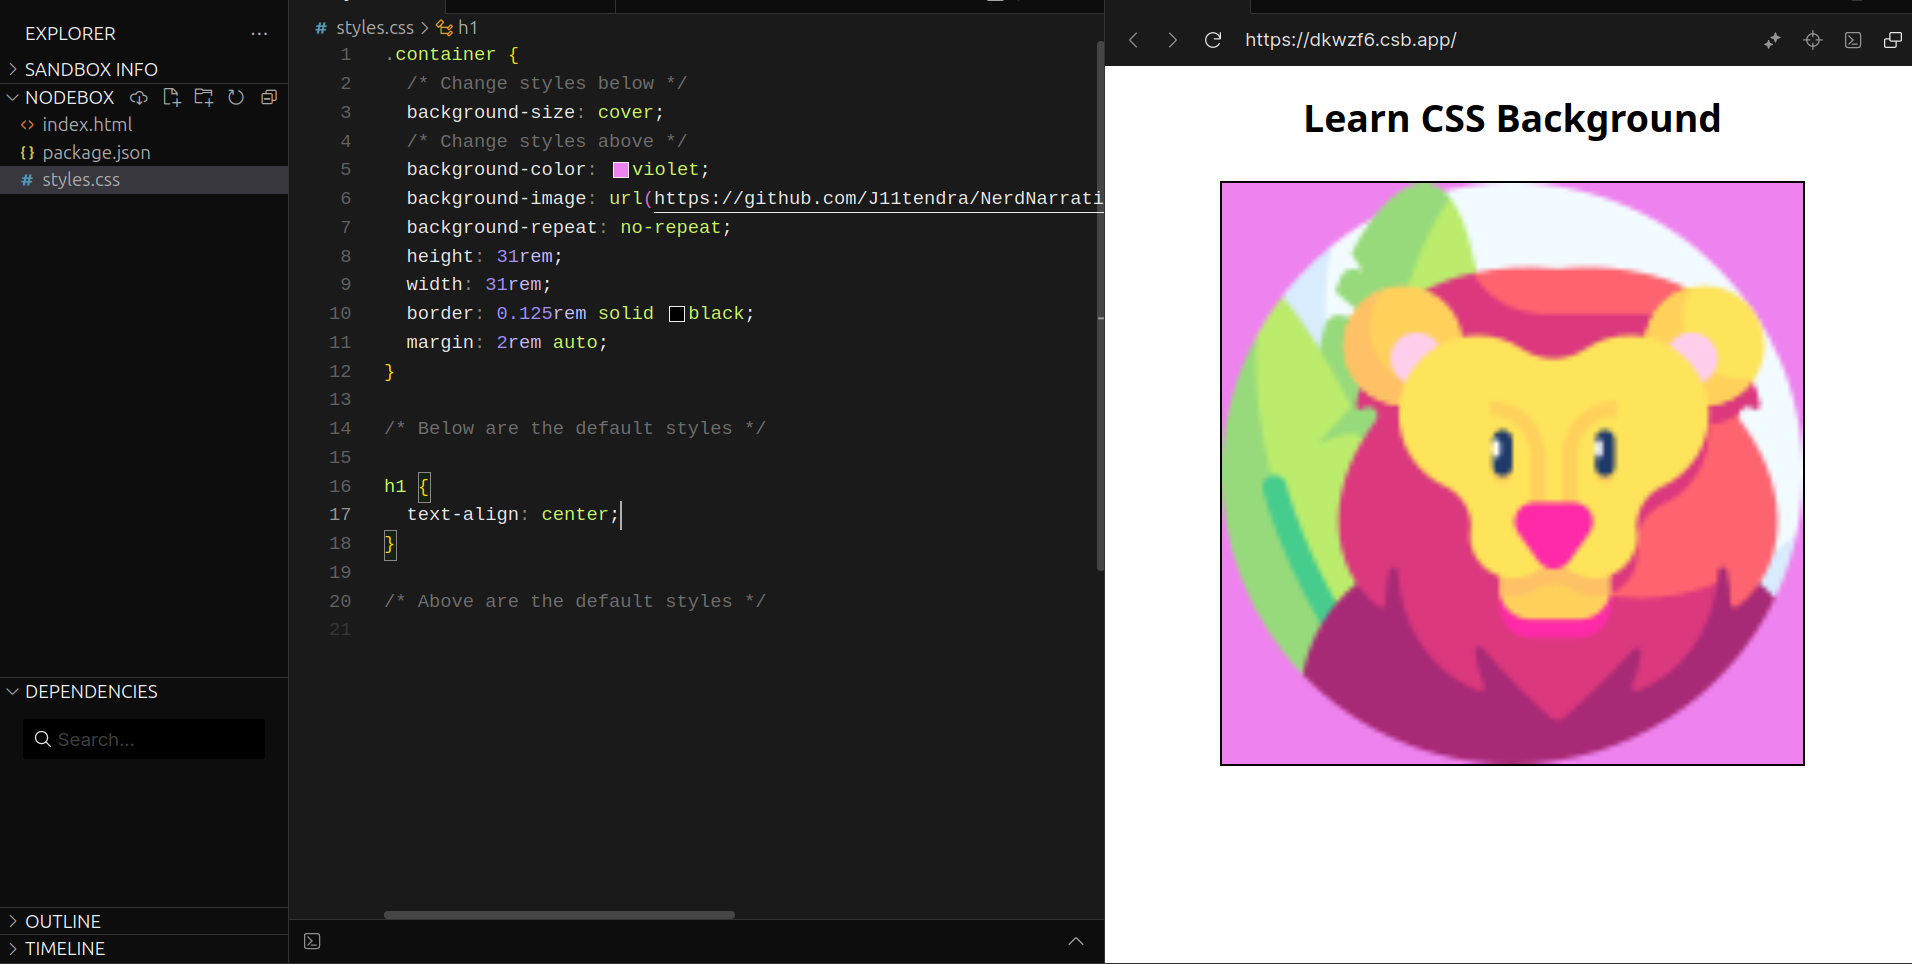 EXPLORER
SANDBOX INFO
NODEBOX
index.html
package.json
styles.css
DEPENDENCIES
Search...
OUTLINE
TIMELINE
# styles.css > h1
1 .container {
2 /* Change styles below */
3 background-size: cover;
4 /* Change styles above */
5 background-color: violet;
6 background-image: url(https://github.com/J11tendra/NerdNarrati
7 background-repeat: no-repeat;
8 height: 31rem;
9 width: 31rem;
10 border: 0.125rem solid black;
11 margin: 2rem auto;
12 }
13
14 /* Below are the default styles */
15
16 h1 {
17 text-align: center;
18 }
19
20 /* Above are the default styles */
21
https://dkwzf6.csb.app/
Learn CSS Background